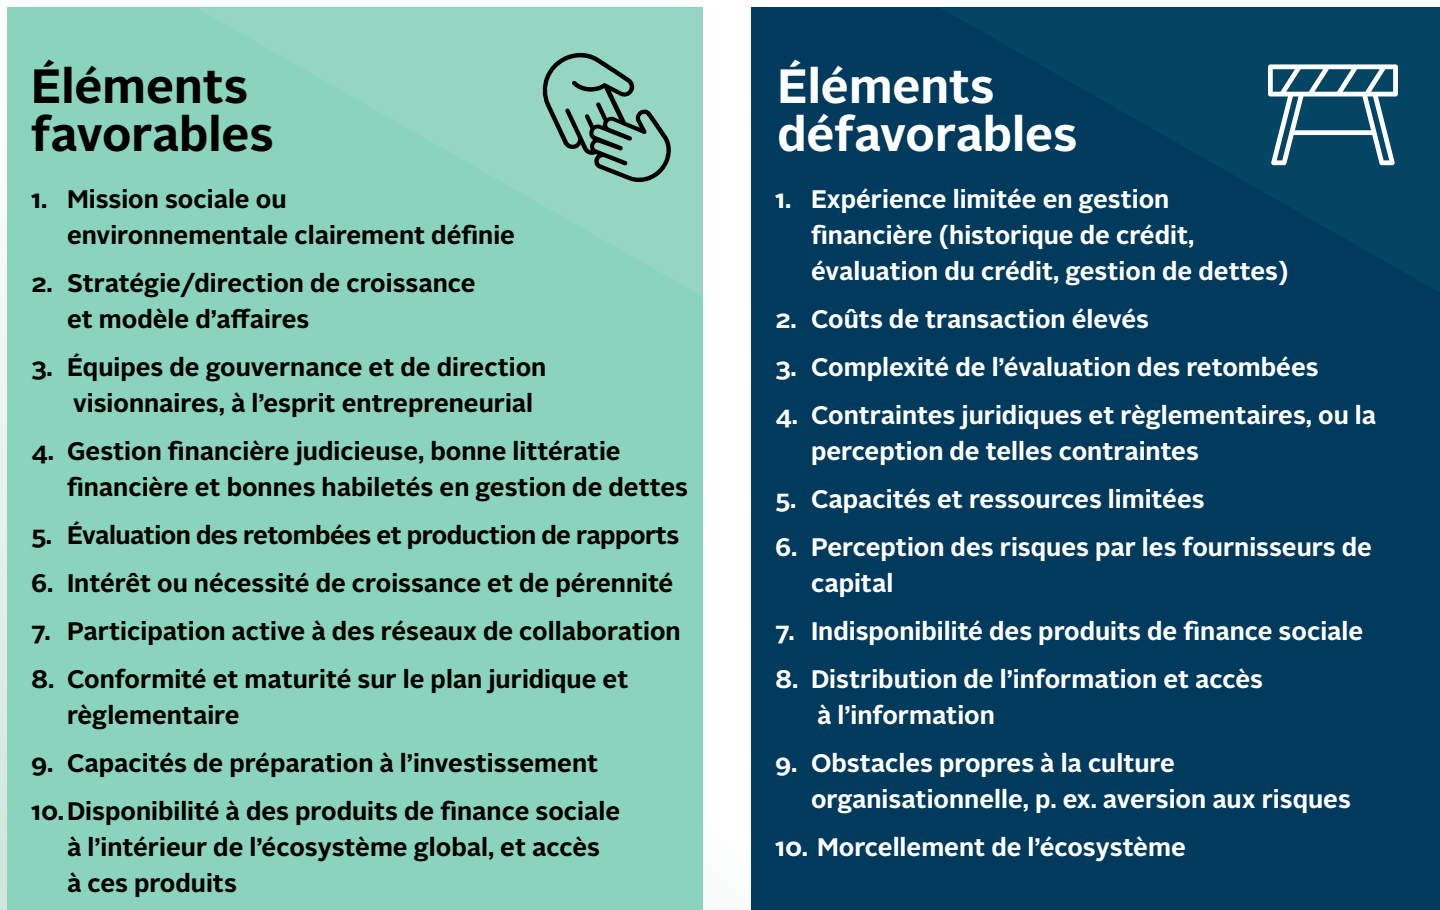 Éléments
favorables
1. Mission sociale ou
environnementale clairement définie
2. Stratégie/direction de croissance
et modèle d’affaires
3. Équipes de gouvernance et de direction
visionnaires, à l’esprit entrepreneurial
4. Gestion financière judicieuse, bonne littératie
financière et bonnes habiletés en gestion de dettes
5. Évaluation des retombées et production de rapports
6. Intérêt ou nécessité de croissance et de pérennité
7. Participation active à des réseaux de collaboration
8. Conformité et maturité sur le plan juridique et
règlementaire
9. Capacités de préparation à l’investissement
10. Disponibilité à des produits de finance sociale
à l’intérieur de l’écosystème global, et accès
à ces produits
Éléments
défavorables
1. Expérience limitée en gestion
financière (historique de crédit,
évaluation du crédit, gestion de dettes)
2. Coûts de transaction élevés
3. Complexité de l’évaluation des retombées
4. Contraintes juridiques et règlementaires, ou la
perception de telles contraintes
5. Capacités et ressources limitées
6. Perception des risques par les fournisseurs de
capital
7. Indisponibilité des produits de finance sociale
8. Distribution de l’information et accès
à l’information
9. Obstacles propres à la culture
organisationnelle, p. ex. aversion aux risques
10. Morcellement de l’écosystème